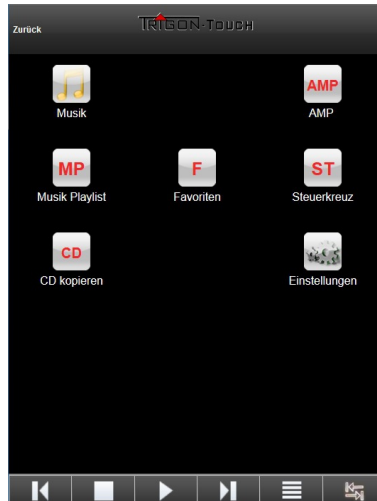 Zurück
TRIGON-TOUCH
AMP
Musik
AMP
MP
F
ST
Musik Playlist
Favoriten
Steuerkreuz
CD
CD kopieren
Einstellungen